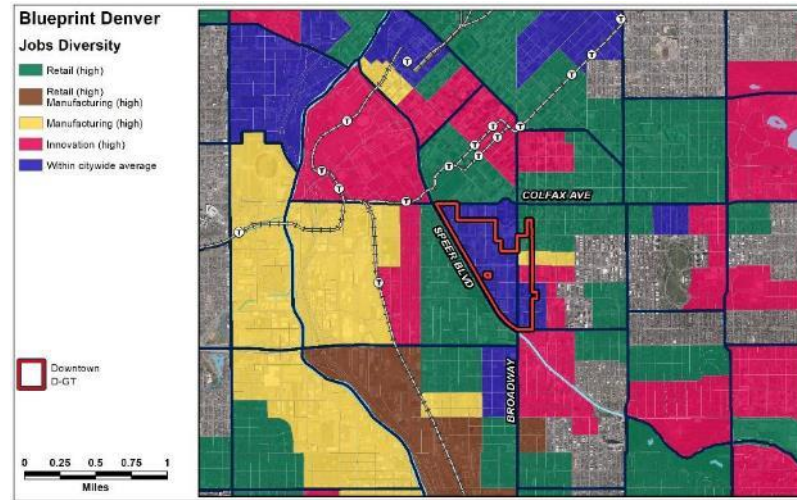 Blueprint Denver
Jobs Diversity
Retail (high)
Retail (high)
Manufacturing (high)
Manufacturing (high)
Innovation (high)
Within citywide average
Downtown
D-GT
0 0.25 0.5 0.75 1
Miles
COLFAX AVE
SPEER BLVD
BROADWAY
T
T
T
T
T
T
T
T
T
T
T
T
T
T